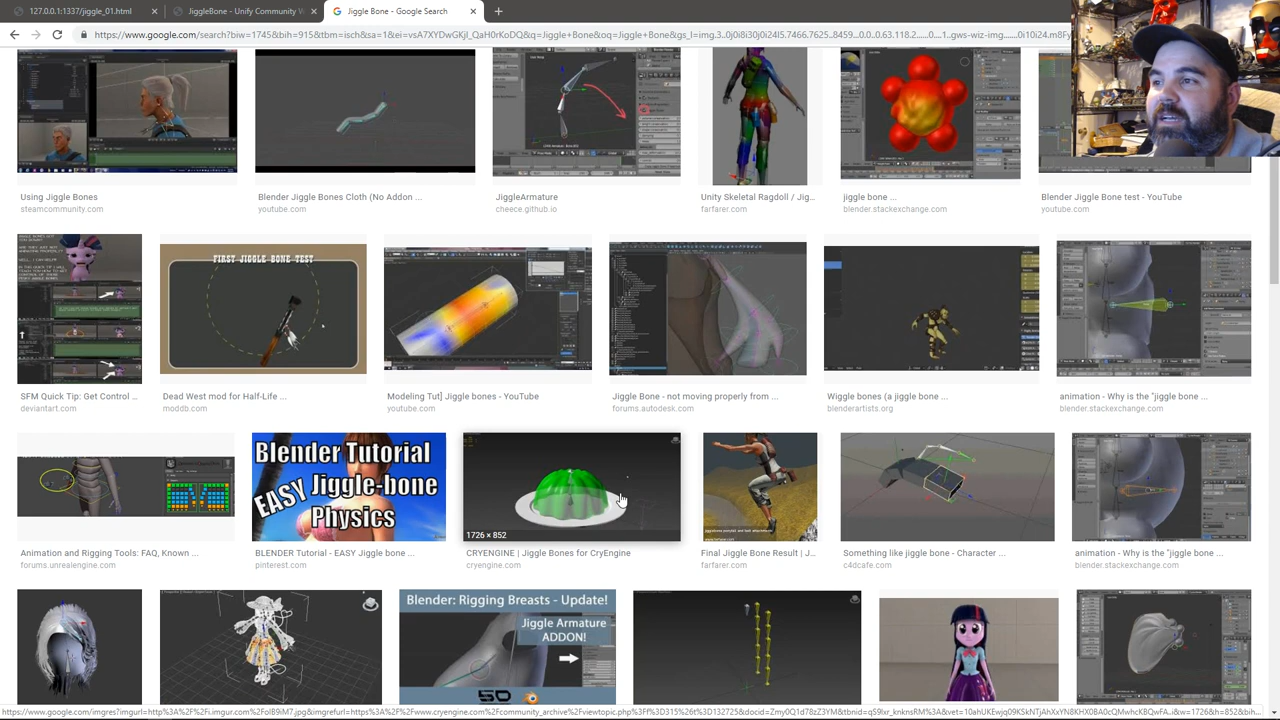 127.0.0.1:1337/jiggle_01.html
JiggleBone - Unify Community W
Jiggle Bone - Google Search
Using Jiggle Bones
steamcommunity.com
Blender Jiggle Bones Cloth (No Addon ...
youtube.com
JiggleArmature
cheece.github.io
Unity Skeletal Ragdoll / Jig...
farfarer.com
jiggle bone ...
blender.stackexchange.com
Blender Jiggle Bone test - YouTube
youtube.com
FIRST JIGGLE BONE TEST
SFM Quick Tip: Get Control ...
deviantart.com
Dead West mod for Half-Life ...
moddb.com
Modeling Tut] Jiggle bones - YouTube
youtube.com
Jiggle Bone - not moving properly from ...
forums.autodesk.com
Wiggle bones (a jiggle bone ...
blenderartists.org
animation - Why is the "jiggle bone ...
blender.stackexchange.com
Blender Tutorial
EASY Jiggle-bone
Physics
1726 × 852
Animation and Rigging Tools: FAQ, Known ...
forums.unrealengine.com
BLENDER Tutorial - EASY Jiggle bone ...
pinterest.com
CRYENGINE | Jiggle Bones for CryEngine
cryengine.com
Final Jiggle Bone Result | J...
farfarer.com
Something like jiggle bone - Character ...
c4dcafe.com
animation - Why is the "jiggle bone ...
blender.stackexchange.com
Blender: Rigging Breasts - Update!
Jiggle Armature
ADDON!